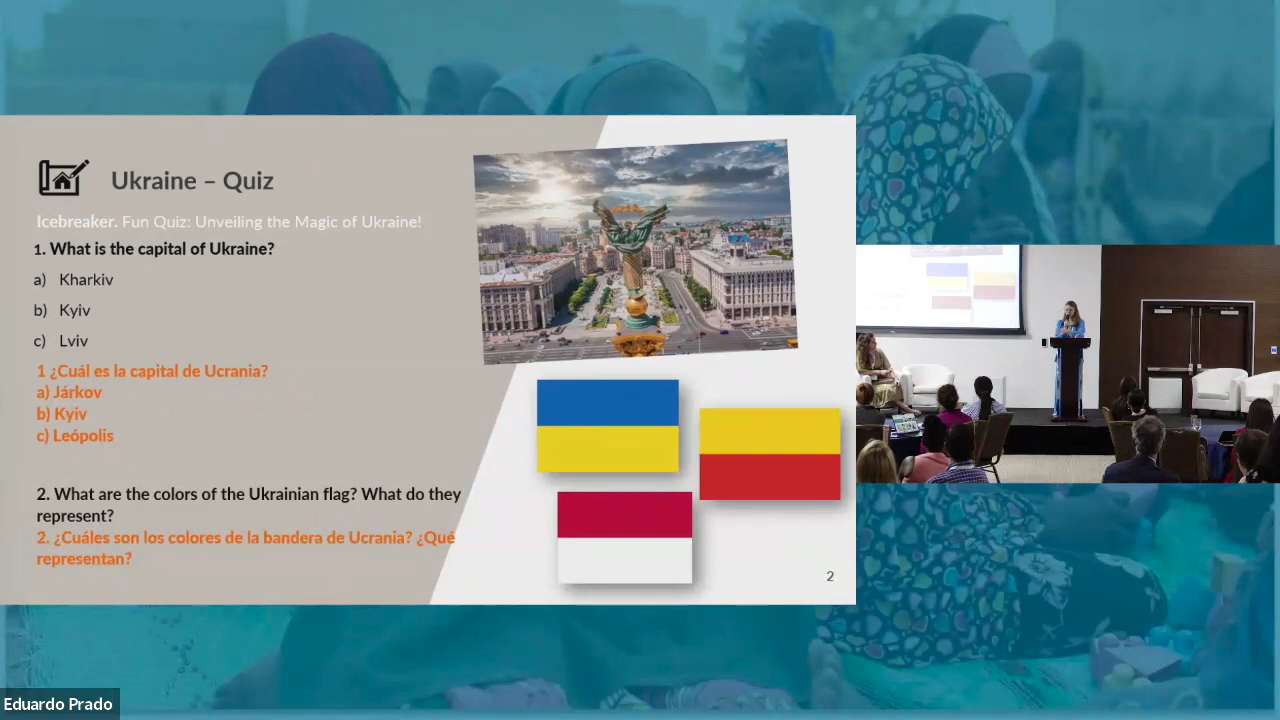 Ukraine – Quiz
Icebreaker. Fun Quiz: Unveiling the Magic of Ukraine!
1. What is the capital of Ukraine?
a) Kharkiv
b) Kyiv
c) Lviv
1 ¿Cuál es la capital de Ucrania?
a) Járkov
b) Kyiv
c) Leópolis
2. What are the colors of the Ukrainian flag? What do they
represent?
2. ¿Cuáles son los colores de la bandera de Ucrania? ¿Qué
representan?
2
Eduardo Prado